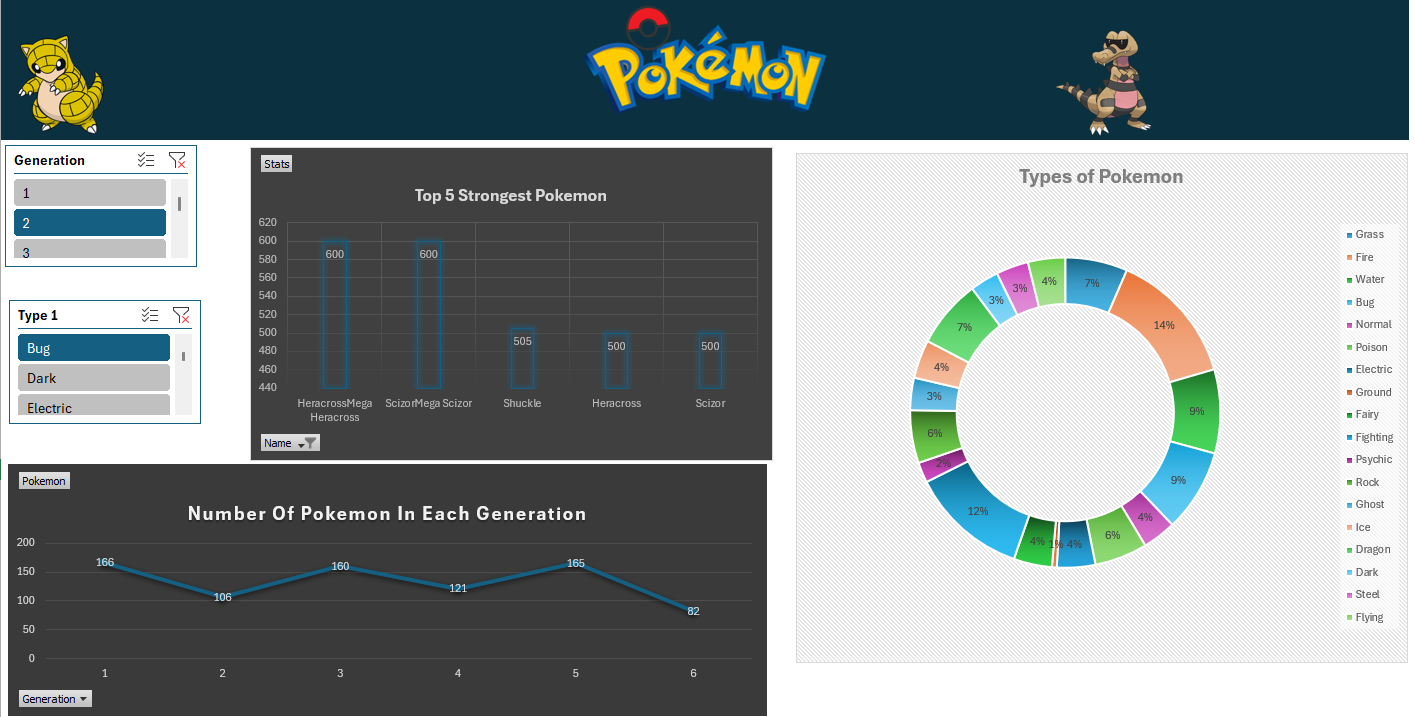 POKéMON
Generation
1
2
3
Type 1
Bug
Dark
Electric
Stats
Top 5 Strongest Pokemon
620
600
580
560
540
520
500
480
460
440
600
600
505
500
500
HeracrossMega Heracross
ScizorMega Scizor
Shuckle
Heracross
Scizor
Name
Pokemon
Number Of Pokemon In Each Generation
200
150
100
50
0
166
106
160
121
165
82
1
2
3
4
5
6
Generation
Types of Pokemon
7%
14%
9%
9%
4%
6%
4%
1%
4%
12%
2%
6%
3%
4%
7%
3%
3%
4%
Grass
Fire
Water
Bug
Normal
Poison
Electric
Ground
Fairy
Fighting
Psychic
Rock
Ghost
Ice
Dragon
Dark
Steel
Flying